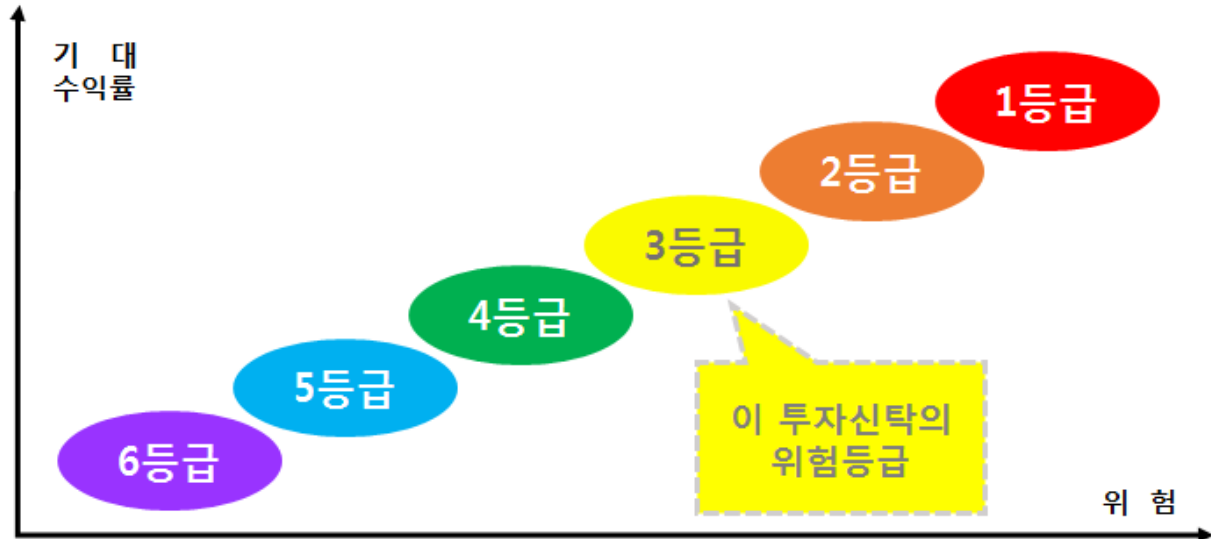 기 대
수익률
1등급
2등급
3등급
4등급
5등급
6등급
이 투자신탁의
위험등급
위 험